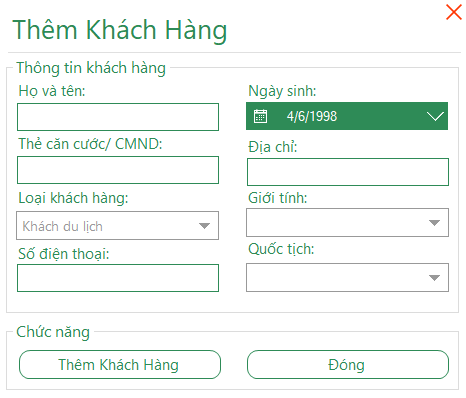 Thêm Khách Hàng
Thông tin khách hàng
Họ và tên:
Ngày sinh:
4/6/1998
Thẻ căn cước/ CMND:
Địa chỉ:
Loại khách hàng:
Giới tính:
Khách du lịch
Số điện thoại:
Quốc tịch:
Chức năng
Thêm Khách Hàng
Đóng